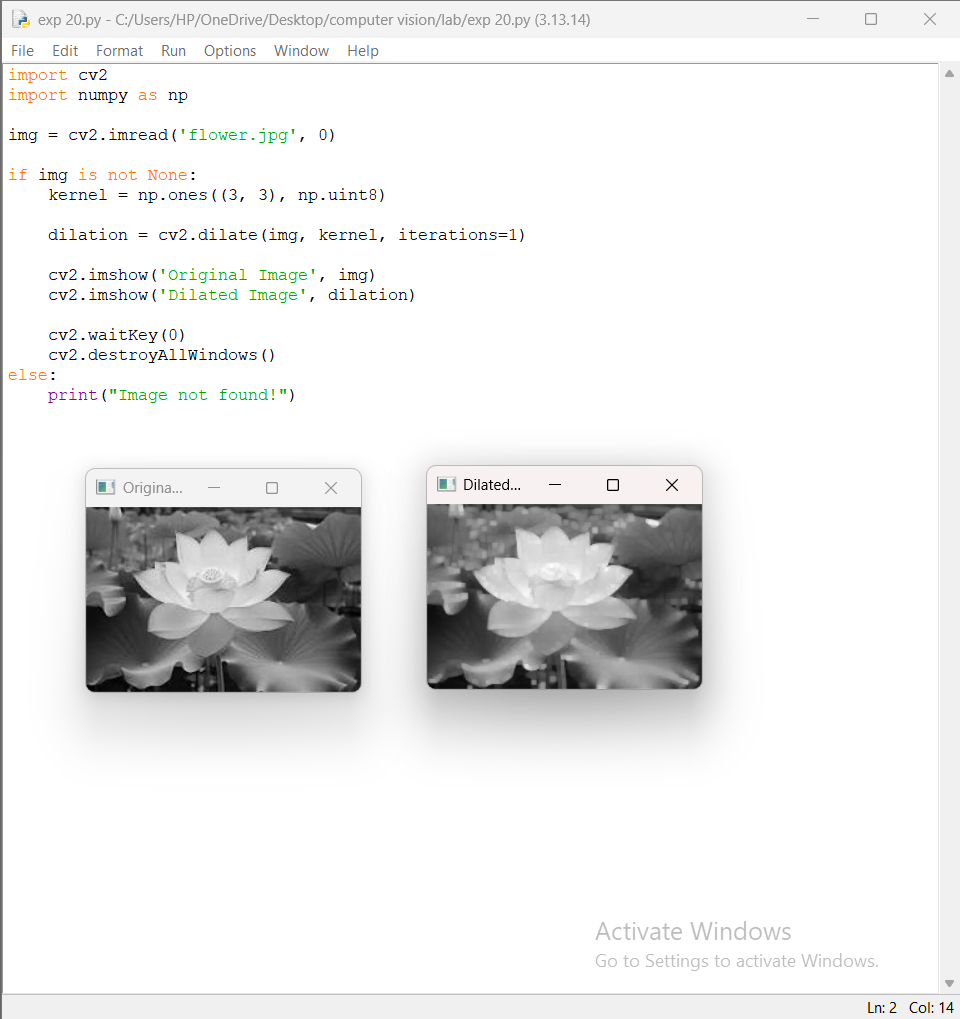 exp 20.py - C:/Users/HP/OneDrive/Desktop/computer vision/lab/exp 20.py (3.13.14)
File Edit Format Run Options Window Help
import cv2
import numpy as np
img = cv2.imread('flower.jpg', 0)
if img is not None:
    kernel = np.ones((3, 3), np.uint8)
    dilation = cv2.dilate(img, kernel, iterations=1)
    cv2.imshow('Original Image', img)
    cv2.imshow('Dilated Image', dilation)
    cv2.waitKey(0)
    cv2.destroyAllWindows()
else:
    print("Image not found!")
Origina...
Dilated...
Activate Windows
Go to Settings to activate Windows.
Ln: 2 Col: 14